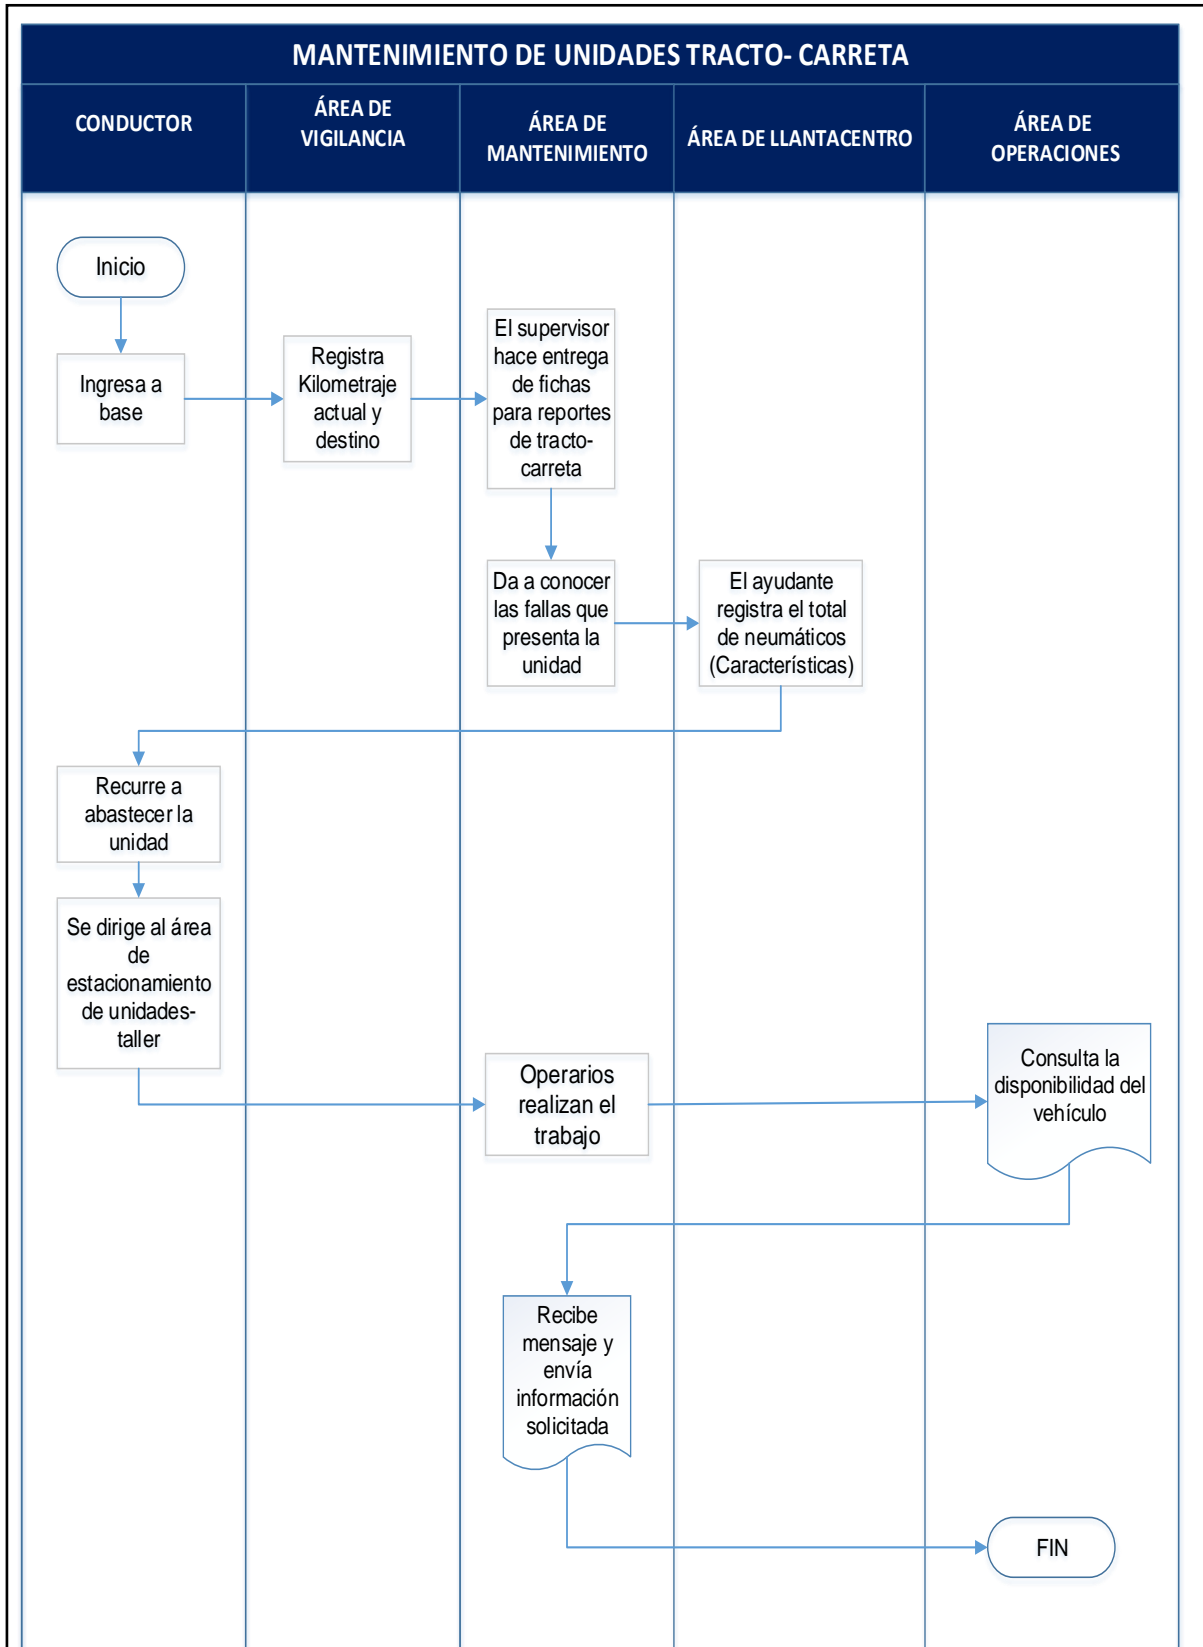 MANTENIMIENTO DE UNIDADES TRACTO- CARRETA
CONDUCTOR
ÁREA DE
VIGILANCIA
ÁREA DE
MANTENIMIENTO
ÁREA DE LLANTACENTRO
ÁREA DE
OPERACIONES
Inicio
Ingresa a
base
Registra
Kilometraje
actual y
destino
El supervisor
hace entrega
de fichas
para reportes
de tracto-
carreta
Da a conocer
las fallas que
presenta la
unidad
El ayudante
registra el total
de neumáticos
(Característícas)
Recurre a
abastecer la
unidad
Se dirige al área
de
estacionamiento
de unidades-
taller
Operarios
realizan el
trabajo
Consulta la
disponibilidad del
vehículo
Recibe
mensaje y
envía
información
solicitada
FIN